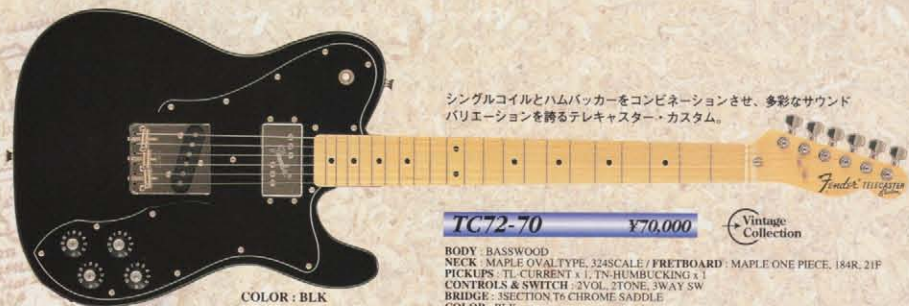 シングルコイルとハムバッカーをコンビネーションさせ、多彩なサウンド
バリエーションを誇るテレキャスター・カスタム。
Fender TELECASTER
Custom
TC72-70 ¥70,000
Vintage
Collection
BODY : BASSWOOD
NECK : MAPLE OVALTYPE, 324SCALE / FRETBOARD : MAPLE ONE PIECE, 184R, 21F
PICKUPS : TL-CURRENT x 1, TN-HUMBUCKING x 1
CONTROLS & SWITCH : 2VOL, 2TONE, 3WAY SW
BRIDGE : 3SECTION T6 CHROME SADDLE
COLOR : BLK
COLOR : BLK